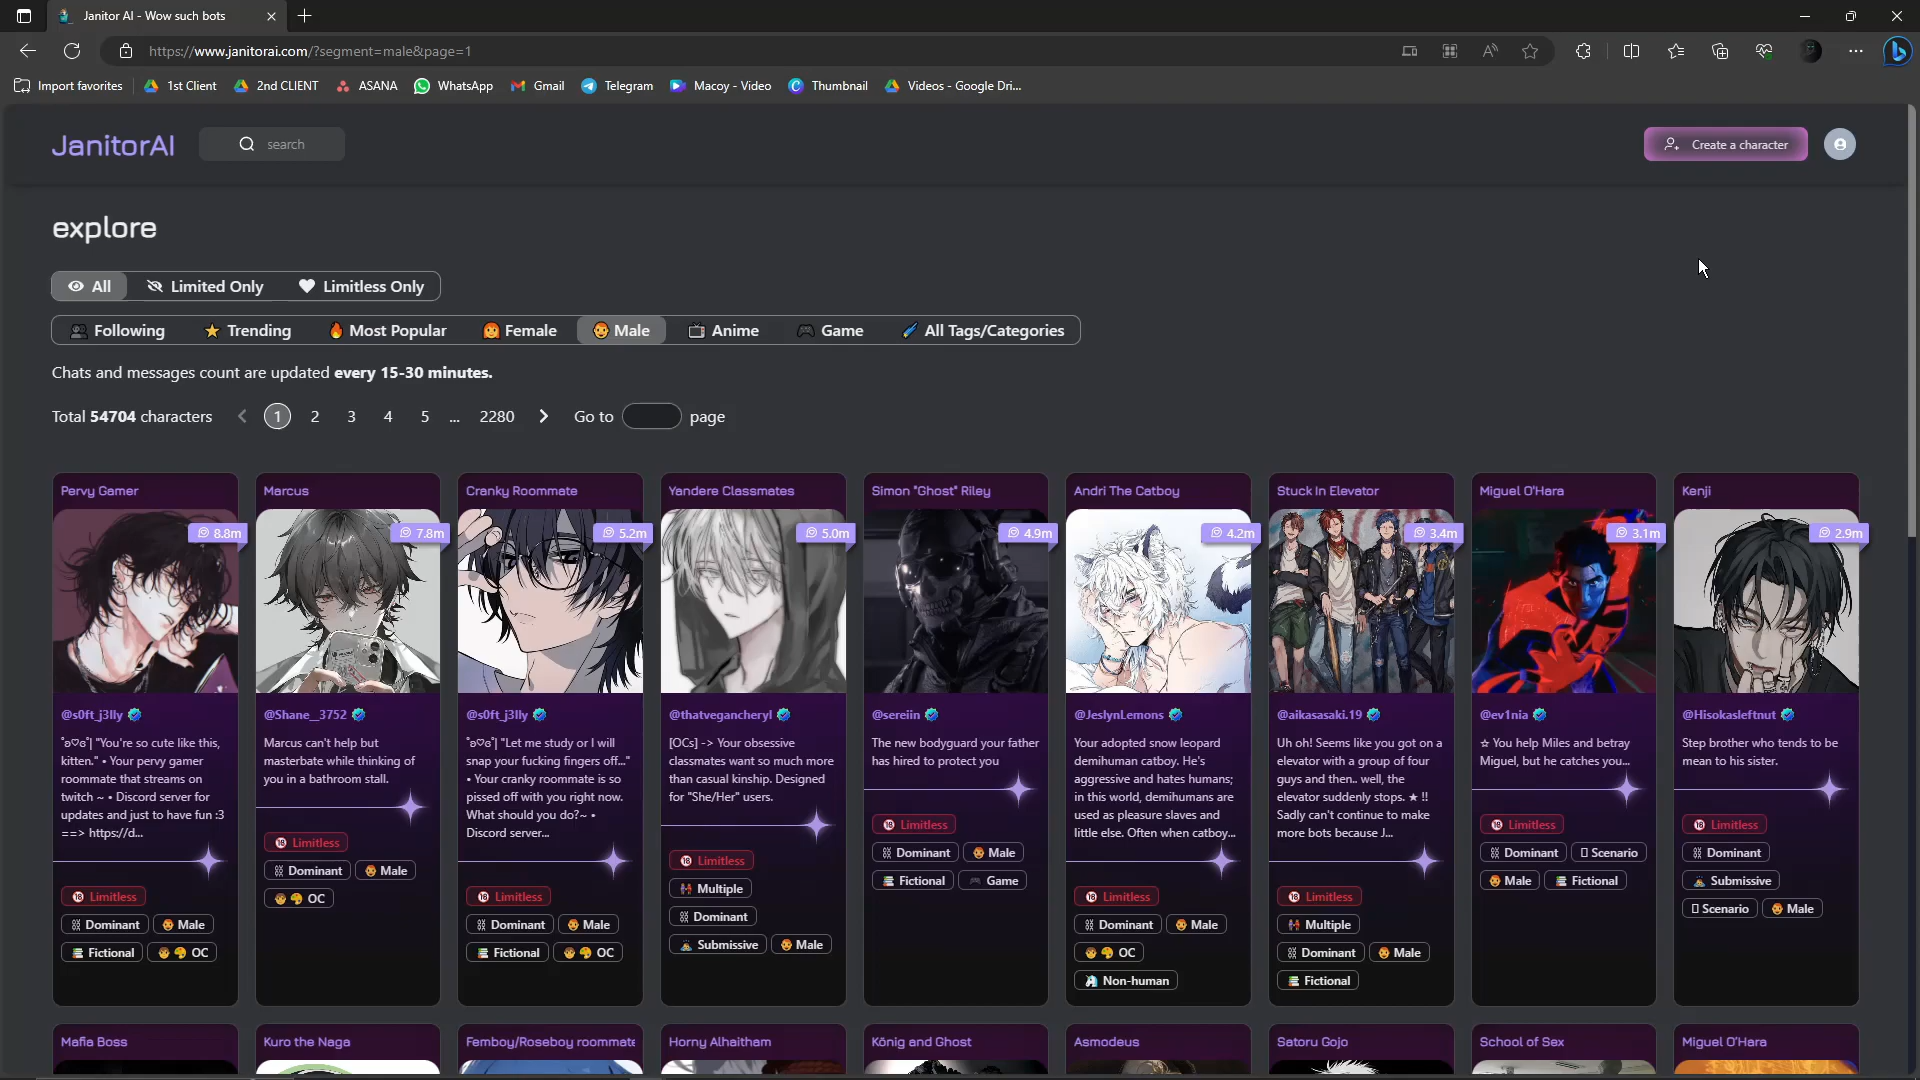 Janitor AI - Wow such bots
https://www.janitorai.com/?segment=male&page=1
Import favorites
1st Client
2nd CLIENT
ASANA
WhatsApp
Gmail
Telegram
Macoy - Video
Thumbnail
Videos - Google Dri...
JanitorAI
search
Create a character
explore
All
Limited Only
Limitless Only
Following
Trending
Most Popular
Female
Male
Anime
Game
All Tags/Categories
Chats and messages count are updated every 15-30 minutes.
Total 54704 characters
1
2
3
4
5
...
2280
Go to
page
Pervy Gamer
8.8m
@s0ft_j3lly
˚ʚ♡ɞ˚| "You're so cute like this,
kitten." • Your pervy gamer
roommate that streams on
twitch ~ • Discord server for
updates and just to have fun :3
==> https://d...
Limitless
Dominant
Male
Fictional
OC
Marcus
7.8m
@Shane_3752
Marcus can't help but
masterbate while thinking of
you in a bathroom stall.
Limitless
Dominant
Male
OC
Cranky Roommate
5.2m
@s0ft_j3lly
˚ʚ♡ɞ˚| "Let me study or I will
snap your fucking fingers off..."
• Your cranky roommate is so
pissed off with you right now.
What should you do?~ •
Discord server...
Limitless
Dominant
Male
Fictional
OC
Yandere Classmates
5.0m
@thatvegancheryl
[OCs] -> Your obsessive
classmates want so much more
than casual kinship. Designed
for "She/Her" users.
Limitless
Multiple
Dominant
Submissive
Male
Simon "Ghost" Riley
4.9m
@sereiin
The new bodyguard your father
has hired to protect you
Limitless
Dominant
Male
Fictional
Game
Andri The Catboy
4.2m
@JeslynLemons
Your adopted snow leopard
demihuman catboy. He's
aggressive and hates humans;
in this world, demihumans are
used as pleasure slaves and
little else. Often when catboy...
Limitless
Dominant
Male
OC
Non-human
Stuck In Elevator
3.4m
@aikasasaki.19
Uh oh! Seems like you got on a
elevator with a group of four
guys and then.. well, the
elevator suddenly stops. ★ !!
Sadly can't continue to make
more bots because J...
Limitless
Multiple
Dominant
Male
Fictional
Miguel O'Hara
3.1m
@ev1nia
☆ You help Miles and betray
Miguel, but he catches you...
Limitless
Dominant
Scenario
Male
Fictional
Kenji
2.9m
@Hisokasleftnut
Step brother who tends to be
mean to his sister.
Limitless
Dominant
Submissive
Scenario
Male
Mafia Boss
Kuro the Naga
Femboy/Roseboy roommate
Horny Alhaitham
König and Ghost
Asmodeus
Satoru Gojo
School of Sex
Miguel O'Hara